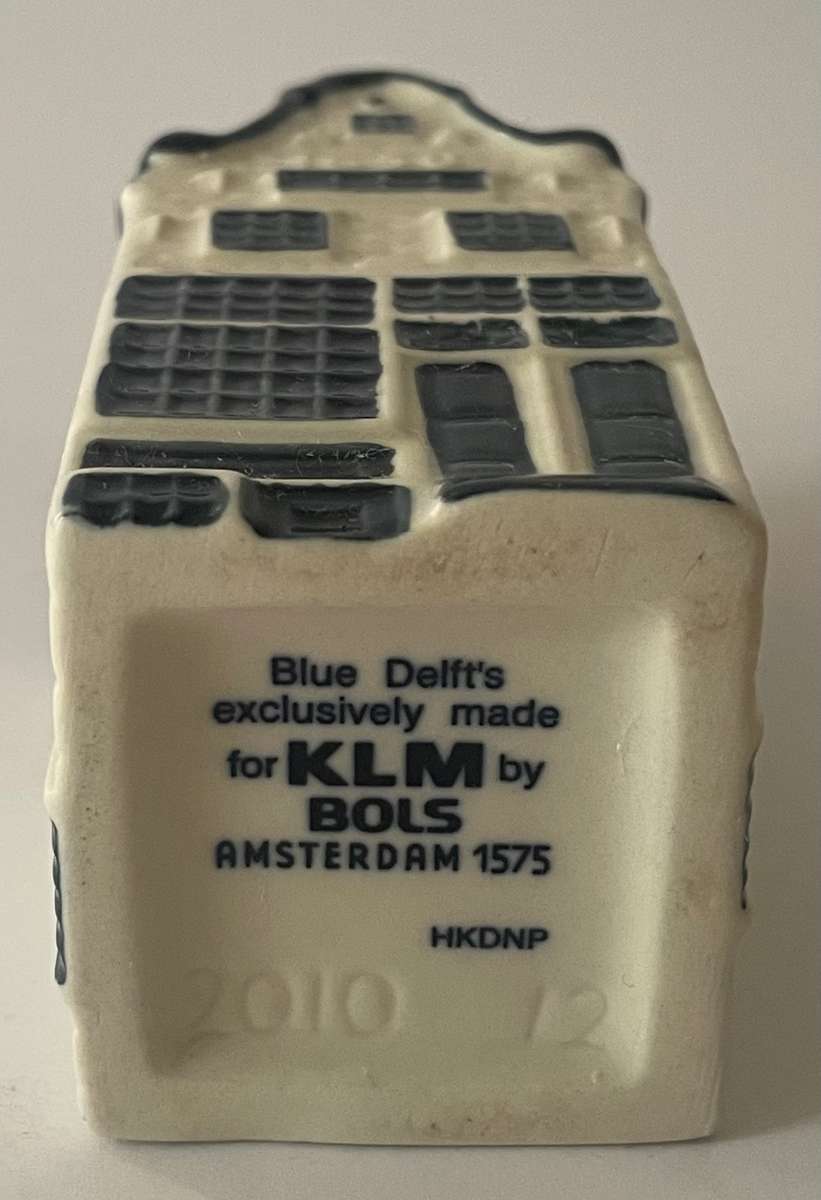 Blue Delft's
exclusively made
for KLM by
BOLS
AMSTERDAM 1575
HKDNP
2010 12